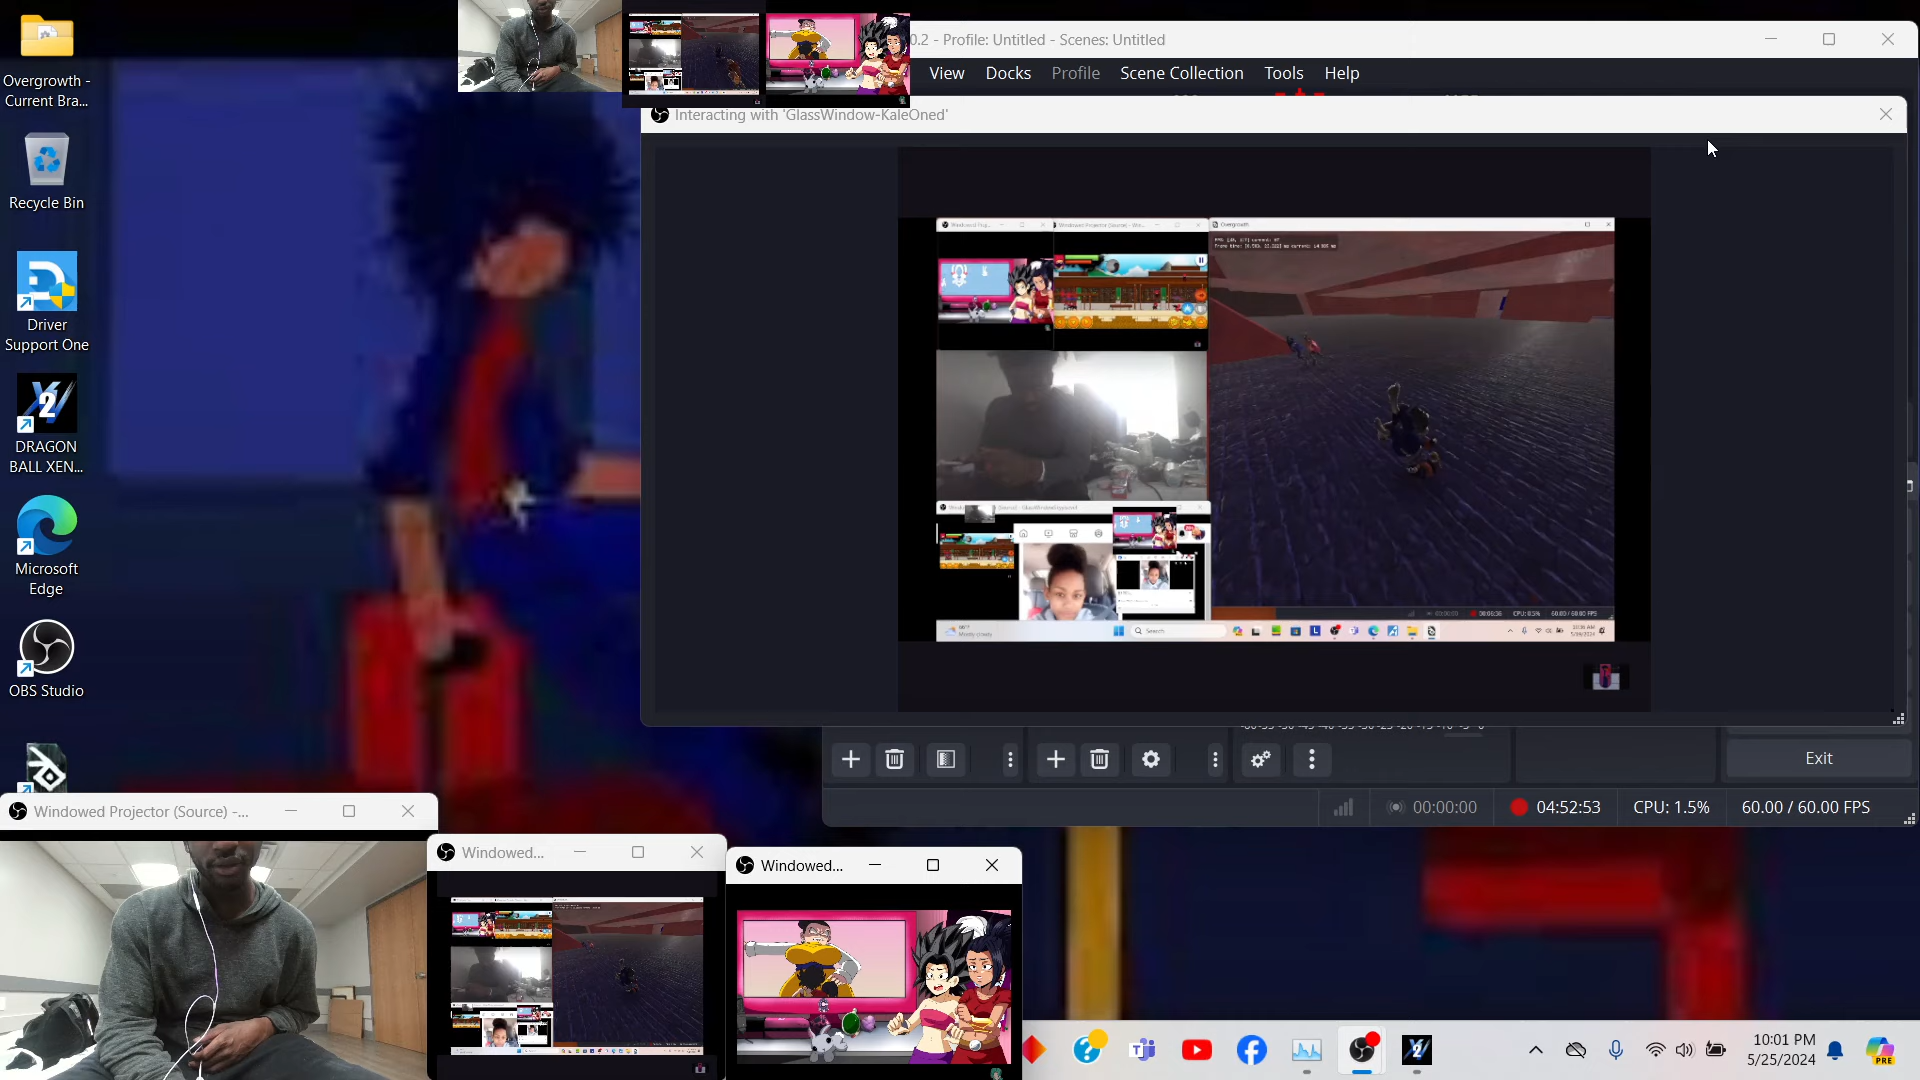 Overgrowth -
Current Bra...
Recycle Bin
Driver
Support One
DRAGON
BALL XEN...
Microsoft
Edge
OBS Studio
0.2 - Profile: Untitled - Scenes: Untitled
View Docks Profile Scene Collection Tools Help
Interacting with 'GlassWindow-KaleOned'
Overgrowth
Search
Exit
00:00:00 04:52:53 CPU: 1.5% 60.00 / 60.00 FPS
Windowed Projector (Source) -...
Windowed...
Windowed...
10:01 PM
5/25/2024
PRE